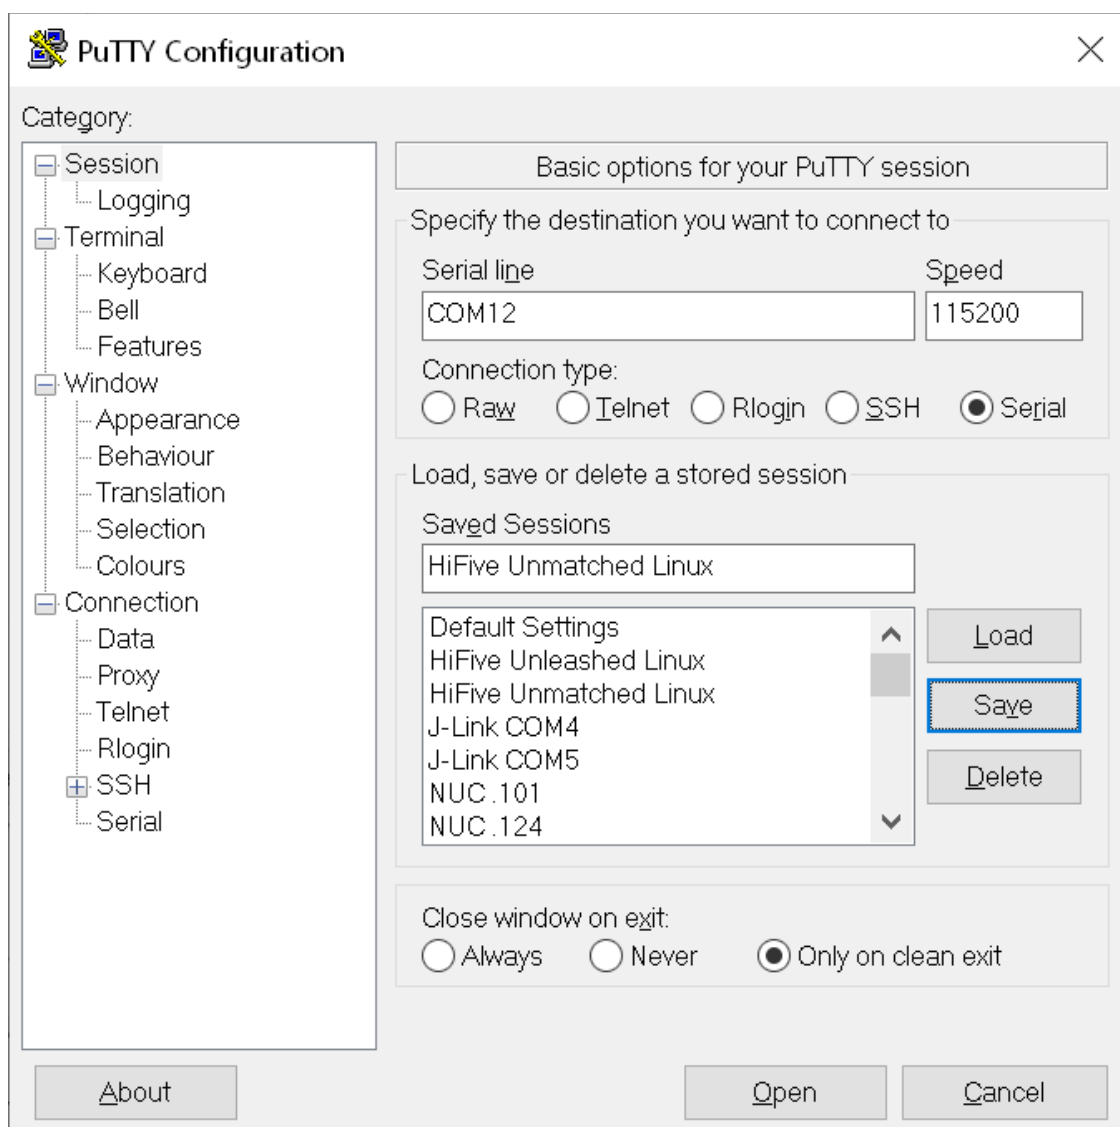 PuTTY Configuration
Category:
Session
Logging
Terminal
Keyboard
Bell
Features
Window
Appearance
Behaviour
Translation
Selection
Colours
Connection
Data
Proxy
Telnet
Rlogin
SSH
Serial
Basic options for your PuTTY session
Specify the destination you want to connect to
Serial line Speed
COM12 115200
Connection type:
Raw Telnet Rlogin SSH Serial
Load, save or delete a stored session
Saved Sessions
HiFive Unmatched Linux
Default Settings
HiFive Unleashed Linux
HiFive Unmatched Linux
J-Link COM4
J-Link COM5
NUC .101
NUC .124
Load
Save
Delete
Close window on exit:
Always Never Only on clean exit
About Open Cancel